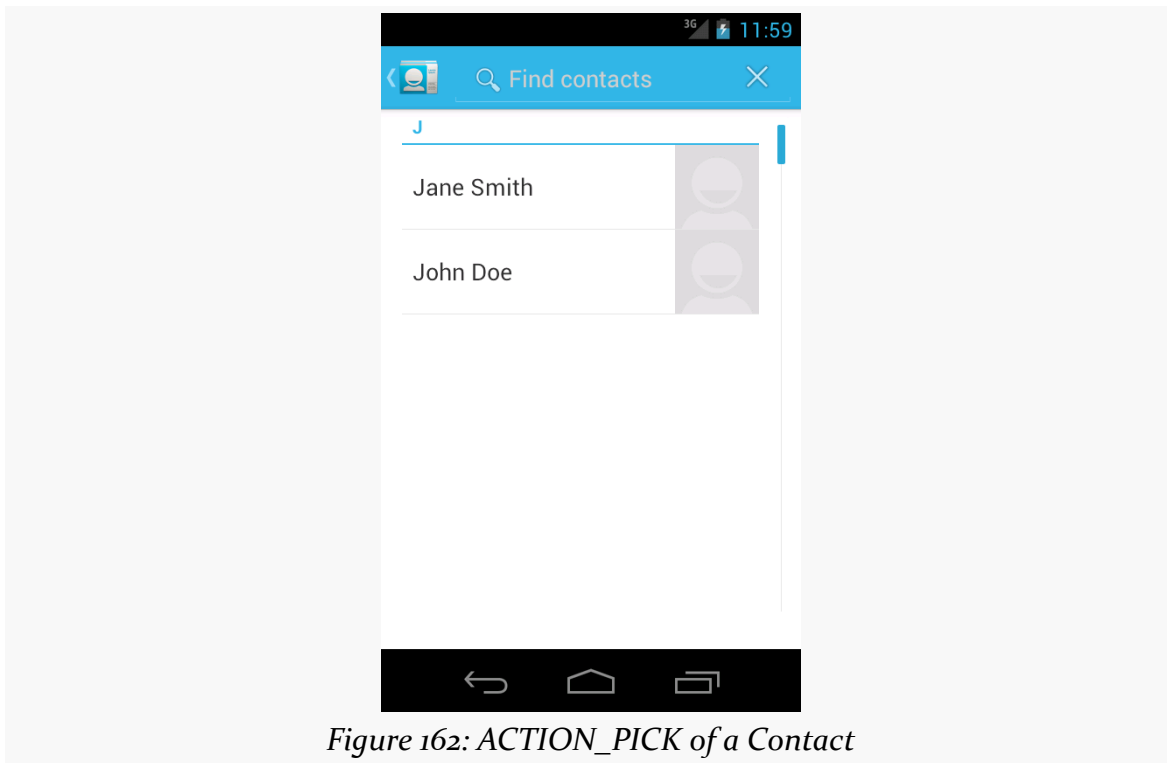 3G 11:59
Find contacts
J
Jane Smith
John Doe
Figure 162: ACTION_PICK of a Contact